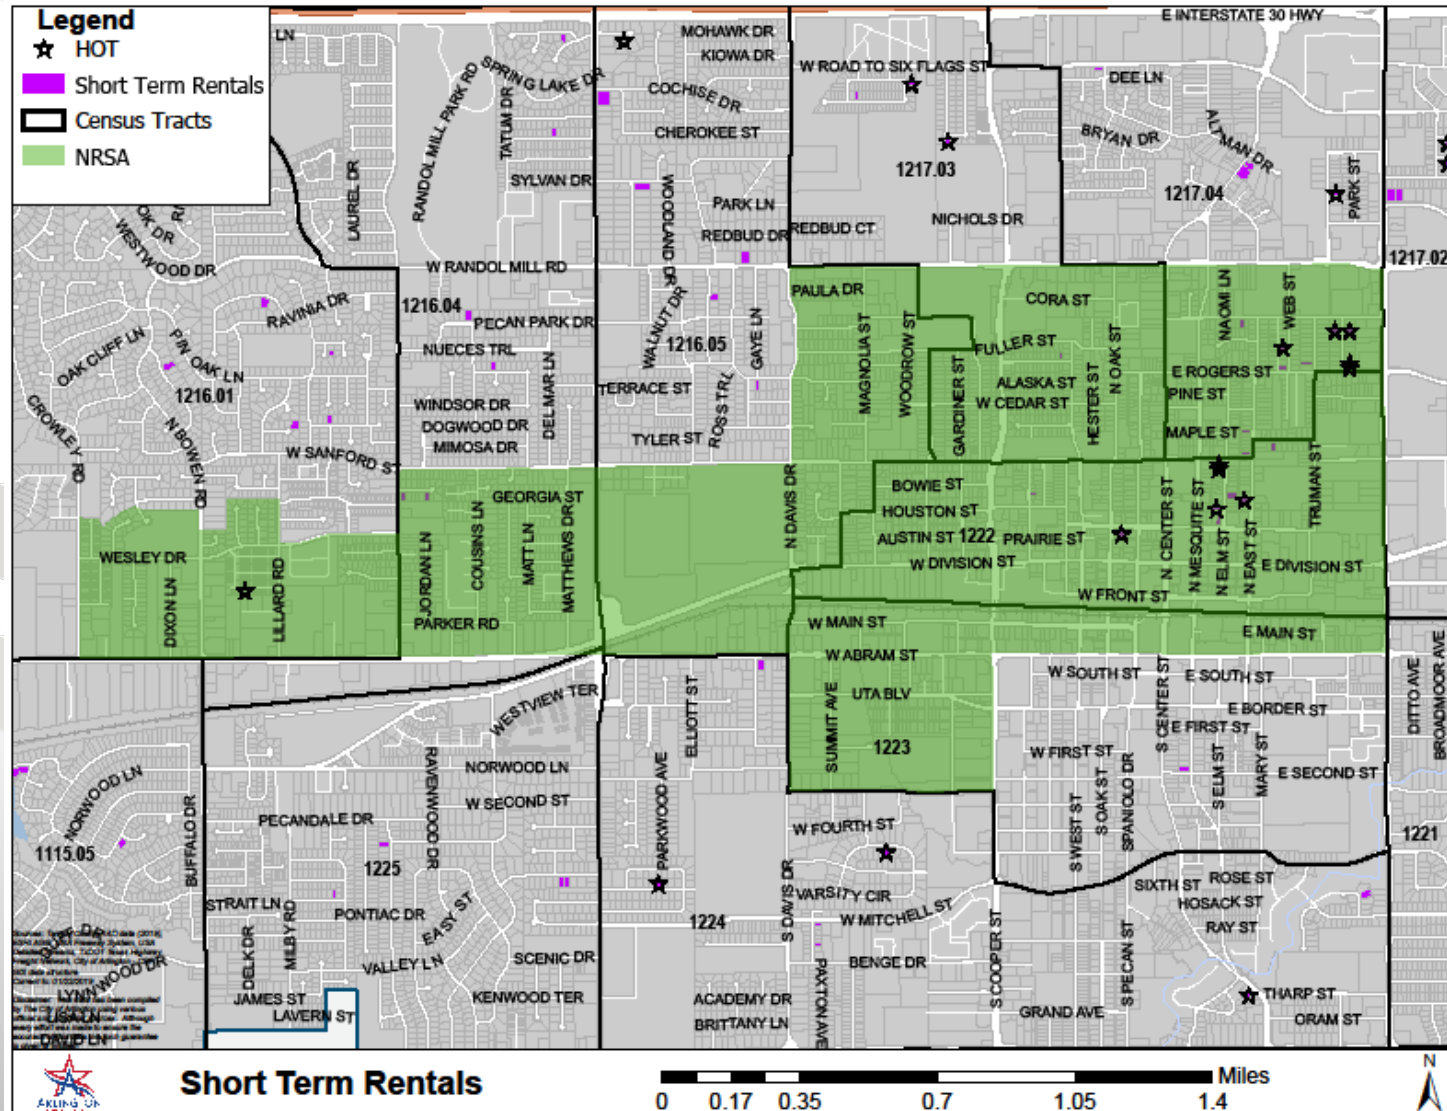 Legend
HOT
Short Term Rentals
Census Tracts
NRSA
E INTERSTATE 30 HWY
LN
MOHAWK DR
KIOWA DR
W ROAD TO SIX FLAGS ST
SPRING LAKE DR
DEE LN
COCHISE DR
RANDOL MILL PARK RD
TATUM DR
CHEROKEE ST
BRYAN DR
ALTMAN DR
1217.03
LAUREL DR
SYLVAN DR
WOODLAND DR
1217.04
PARK ST
PARK LN
NICHOLS DR
OK DR
WESTWOOD DR
REDBUD DR
REDBUD CT
1217.02
W RANDOL MILL RD
PAULA DR
CORA ST
NAOMI LN
WEB ST
RAVINIA DR
1216.04
PECAN PARK DR
WALNUT DR
1216.05
GAYE LN
MAGNOLIA ST
WOODROW ST
FULLER ST
N OAK ST
OAK CLIFF LN
PIN OAK LN
NUECES TRL
E ROGERS ST
1216.01
DEL MAR LN
TERRACE ST
ROSS TRL
GARDINER ST
ALASKA ST
W CEDAR ST
HESTER ST
PINE ST
CROWLEY RD
N BOWEN RD
WINDSOR DR
DOGWOOD DR
MIMOSA DR
TYLER ST
MAPLE ST
W SANFORD ST
TRUMAN ST
GEORGIA ST
N DAVIS DR
BOWIE ST
HOUSTON ST
AUSTIN ST
1222
PRAIRIE ST
N CENTER ST
N MESQUITE ST
N ELM ST
N EAST ST
WESLEY DR
JORDAN LN
COUSINS LN
MATT LN
MATTHEWS DR
W DIVISION ST
E DIVISION ST
DIXON LN
LILLARD RD
W FRONT ST
PARKER RD
W MAIN ST
E MAIN ST
W ABRAM ST
W SOUTH ST
S CENTER ST
E SOUTH ST
DITTO AVE
BROADMOOR AVE
WESTVIEW TER
ELLIOTT ST
SUMMIT AVE
UTA BLV
E BORDER ST
E FIRST ST
1223
W FIRST ST
NORWOOD LN
RAVENWOOD DR
NORWOOD LN
PARKWOOD AVE
S WEST ST
S OAK ST
SPANIOLO DR
S ELM ST
MARY ST
E SECOND ST
W SECOND ST
BUFFALO DR
PECANDALE DR
W FOURTH ST
1221
1115.05
1225
SIXTH ST
ROSE ST
HOSACK ST
STRAIT LN
PONTIAC DR
EASY ST
1224
S DAVIS DR
VARSITY CIR
W MITCHELL ST
RAY ST
DELK DR
MILBY RD
VALLEY LN
SCENIC DR
PAXTON AVE
BENGE DR
S COOPER ST
S PECAN ST
LYNNWOOD DR
JAMES ST
LAVERN ST
KENWOOD TER
ACADEMY DR
BRITTANY LN
GRAND AVE
THARP ST
ORAM ST
LISA LN
DAVID LN
ARLINGTON
Short Term Rentals
Miles
0 0.17 0.35 0.7 1.05 1.4
N